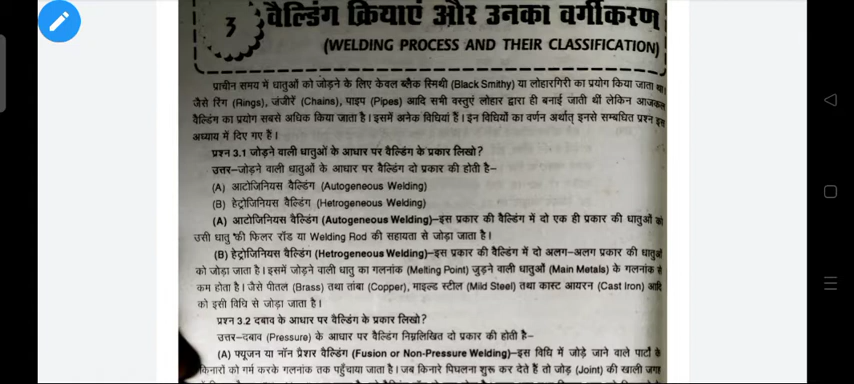 3
वैल्डिंग क्रियाएं और उनका वर्गीकरण
(WELDING PROCESS AND THEIR CLASSIFICATION)
प्राचीन समय में धातुओं को जोड़ने के लिए केवल ब्लैक स्मिथी (Black Smithy) या लोहारगिरी का प्रयोग किया जाता था।
जैसे रिंग (Rings), जंजीरें (Chains), पाइप (Pipes) आदि सभी वस्तुएं लोहार द्वारा ही बनाई जाती थीं लेकिन आजकल
वैल्डिंग का प्रयोग सबसे अधिक किया जाता है। इसमें अनेक विधियां हैं। इन विधियों का वर्णन अर्थात् इनसे सम्बधित प्रश्न इस
अध्याय में दिए गए हैं।
प्रश्न 3.1 जोड़ने वाली धातुओं के आधार पर वैल्डिंग के प्रकार लिखो?
उत्तर–जोड़ने वाली धातुओं के आधार पर वैल्डिंग दो प्रकार की होती है–
(A) आटोजिनियस वैल्डिंग (Autogeneous Welding)
(B) हेट्रोजिनियस वैल्डिंग (Hetrogeneous Welding)
(A) आटोजिनियस वैल्डिंग (Autogeneous Welding)–इस प्रकार की वैल्डिंग में दो एक ही प्रकार की धातुओं को
उसी धातु की फिलर रॉड या Welding Rod की सहायता से जोड़ा जाता है।
(B) हेट्रोजिनियस वैल्डिंग (Hetrogeneous Welding)–इस प्रकार की वैल्डिंग में दो अलग-अलग प्रकार की धातुओं
को जोड़ा जाता है। इसमें जोड़ने वाली धातु का गलनांक (Melting Point) जुड़ने वाली धातुओं (Main Metals) के गलनांक से
कम होता है। जैसे पीतल (Brass) तथा तांबा (Copper), माइल्ड स्टील (Mild Steel) तथा कास्ट आयरन (Cast Iron) आदि
को इसी विधि से जोड़ा जाता है।
प्रश्न 3.2 दबाव के आधार पर वैल्डिंग के प्रकार लिखो?
उत्तर–दबाव (Pressure) के आधार पर वैल्डिंग निम्नलिखित दो प्रकार की होती है–
(A) फ्यूजन या नॉन प्रैशर वैल्डिंग (Fusion or Non-Pressure Welding)–इस विधि में जोड़े जाने वाले पार्टों के
किनारों को गर्म करके गलनांक तक पहुँचाया जाता है। जब किनारे पिघलना शुरू कर देते हैं तो जोड़ (Joint) की खाली जगह